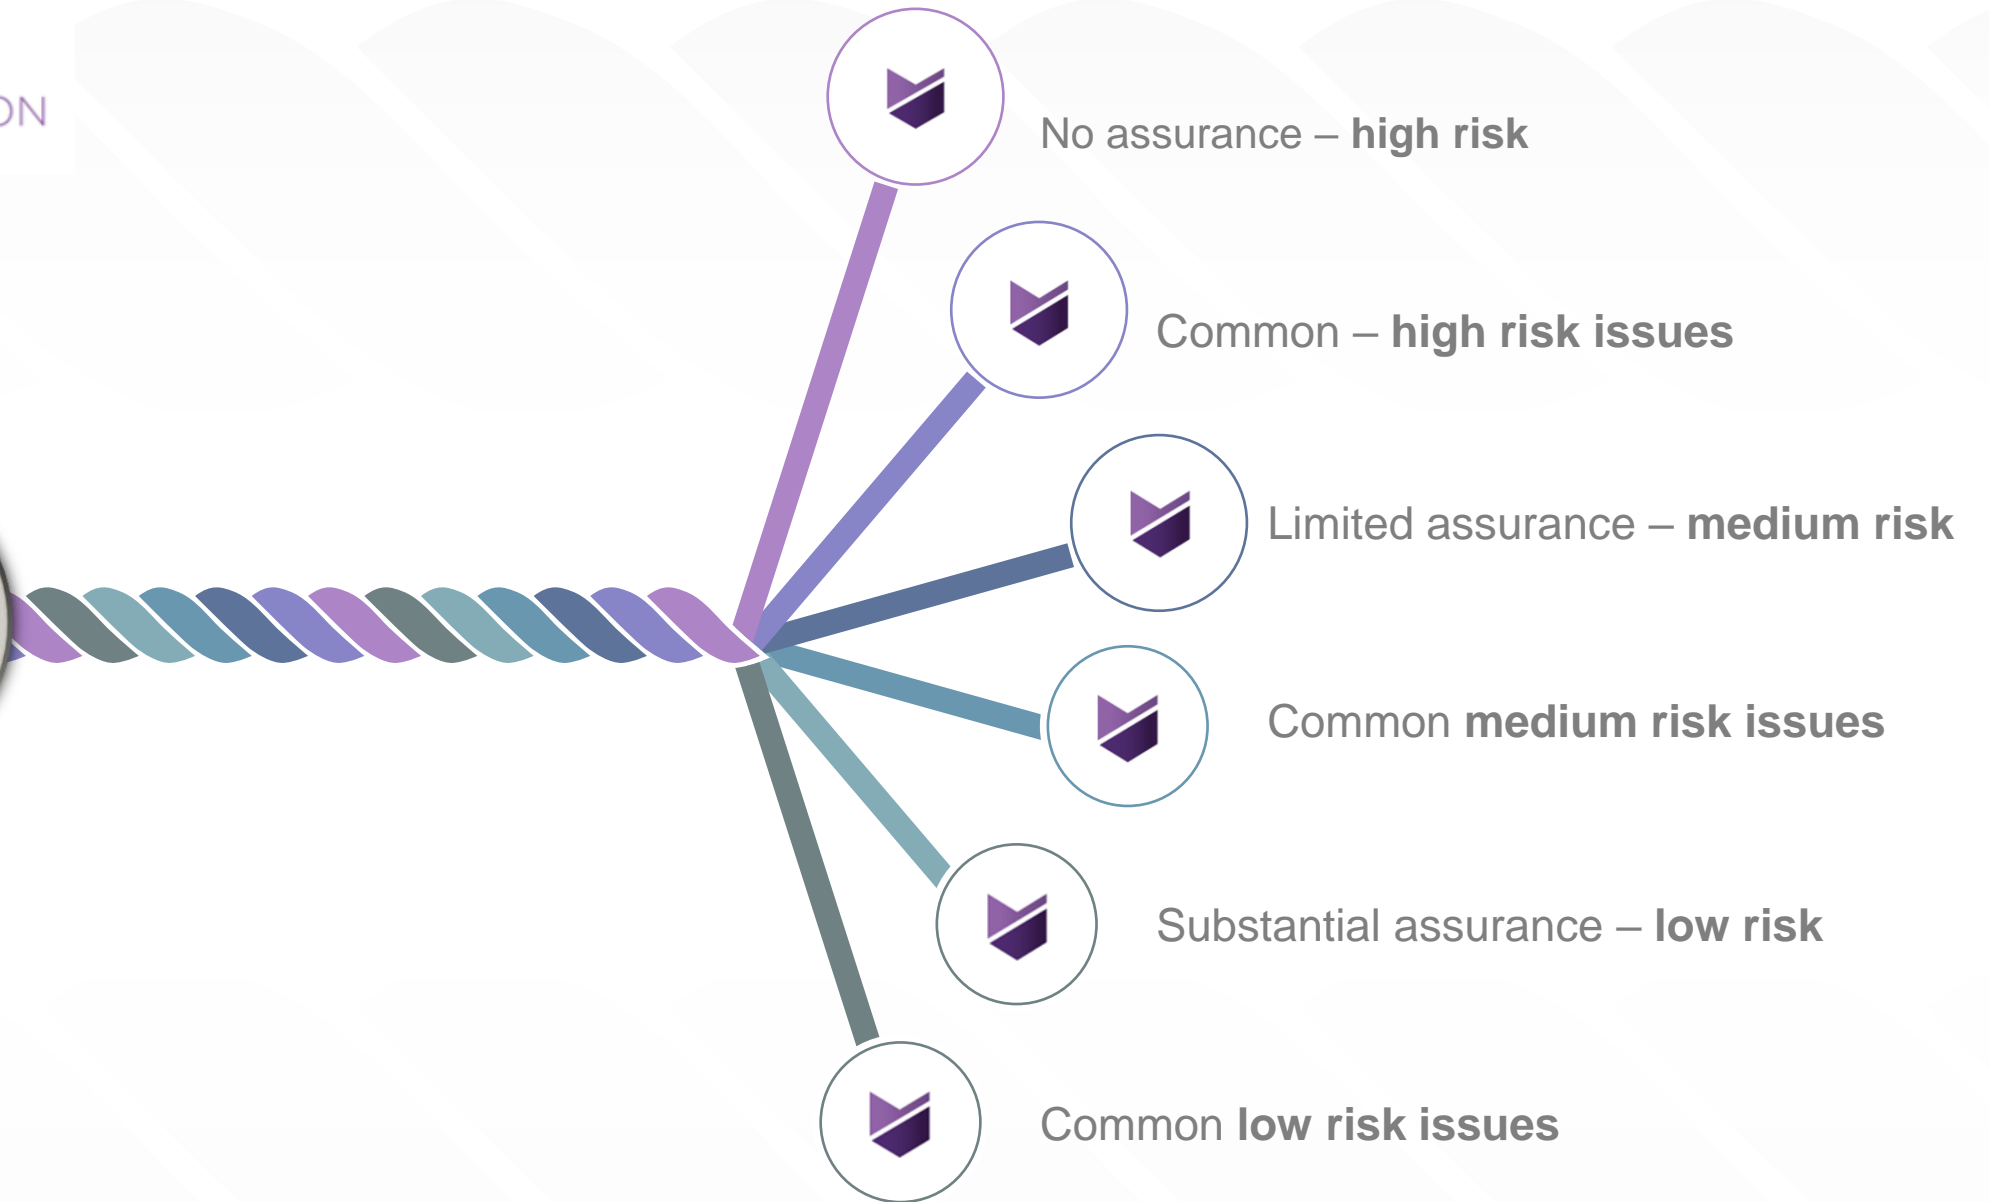 ON
No assurance – high risk
Common – high risk issues
Limited assurance – medium risk
Common medium risk issues
Substantial assurance – low risk
Common low risk issues